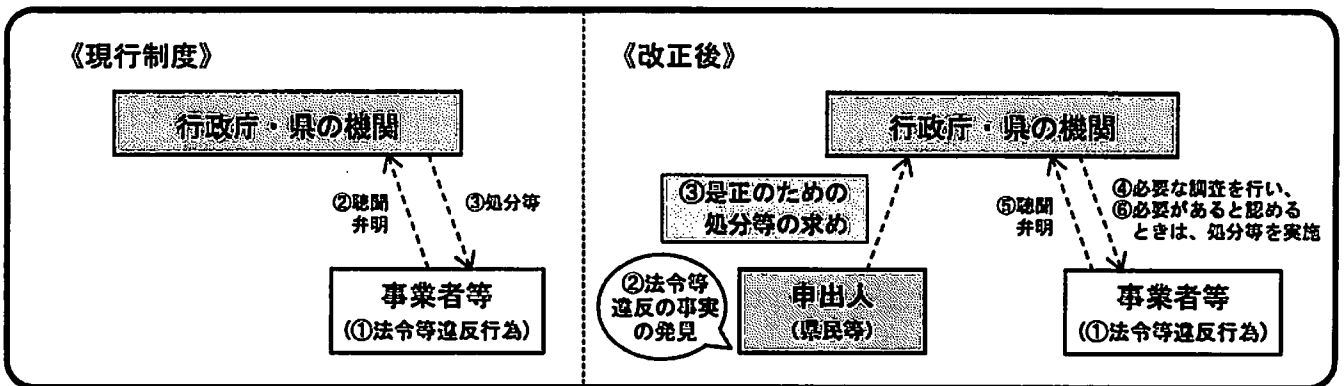 《現行制度》
行政庁・県の機関
②聴聞
弁明
③処分等
事業者等
(①法令等違反行為)
《改正後》
行政庁・県の機関
③是正のための
処分等の求め
⑤聴聞
弁明
④必要な調査を行い、
⑥必要があると認める
ときは、処分等を実施
②法令等
違反の事実
の発見
申出人
(県民等)
事業者等
(①法令等違反行為)